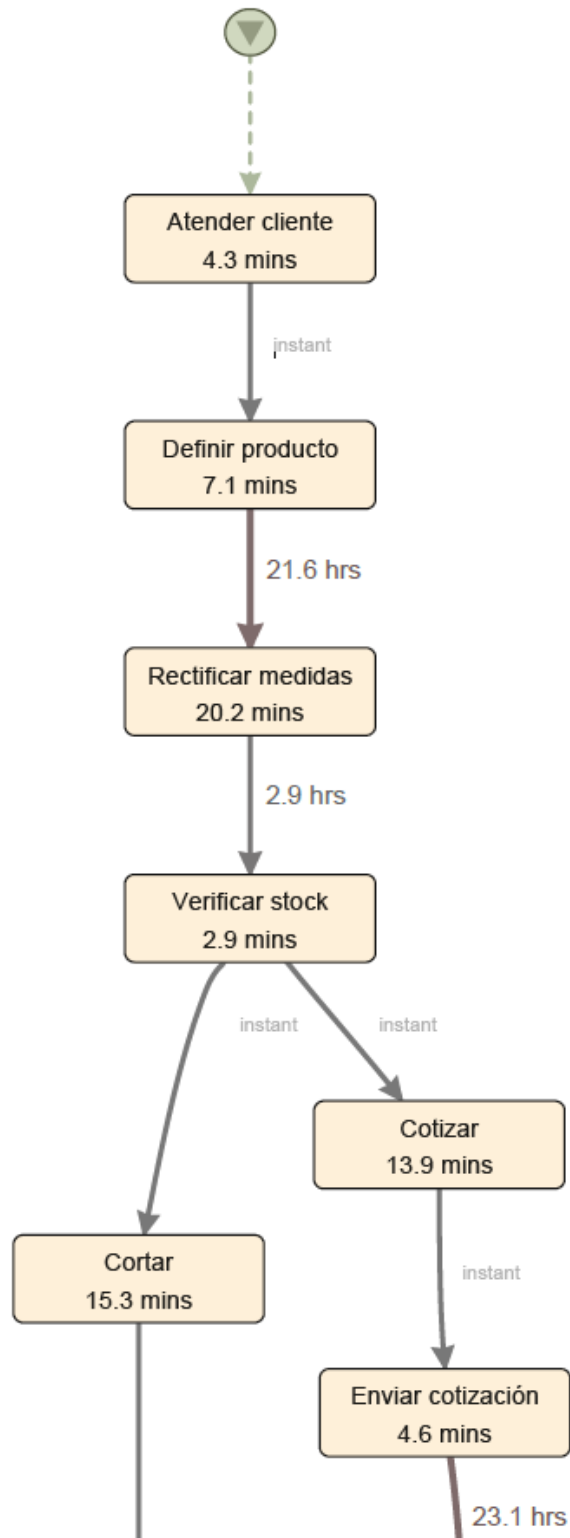 Atender cliente
4.3 mins
instant
Definir producto
7.1 mins
21.6 hrs
Rectificar medidas
20.2 mins
2.9 hrs
Verificar stock
2.9 mins
instant
instant
Cotizar
13.9 mins
Cortar
15.3 mins
instant
Enviar cotización
4.6 mins
23.1 hrs